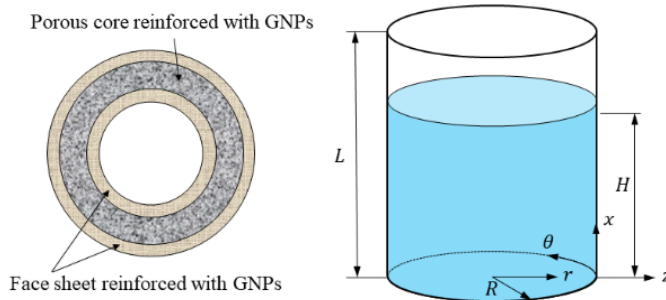 Porous core reinforced with GNPs
Face sheet reinforced with GNPs
L
H
x
θ
r
z
R